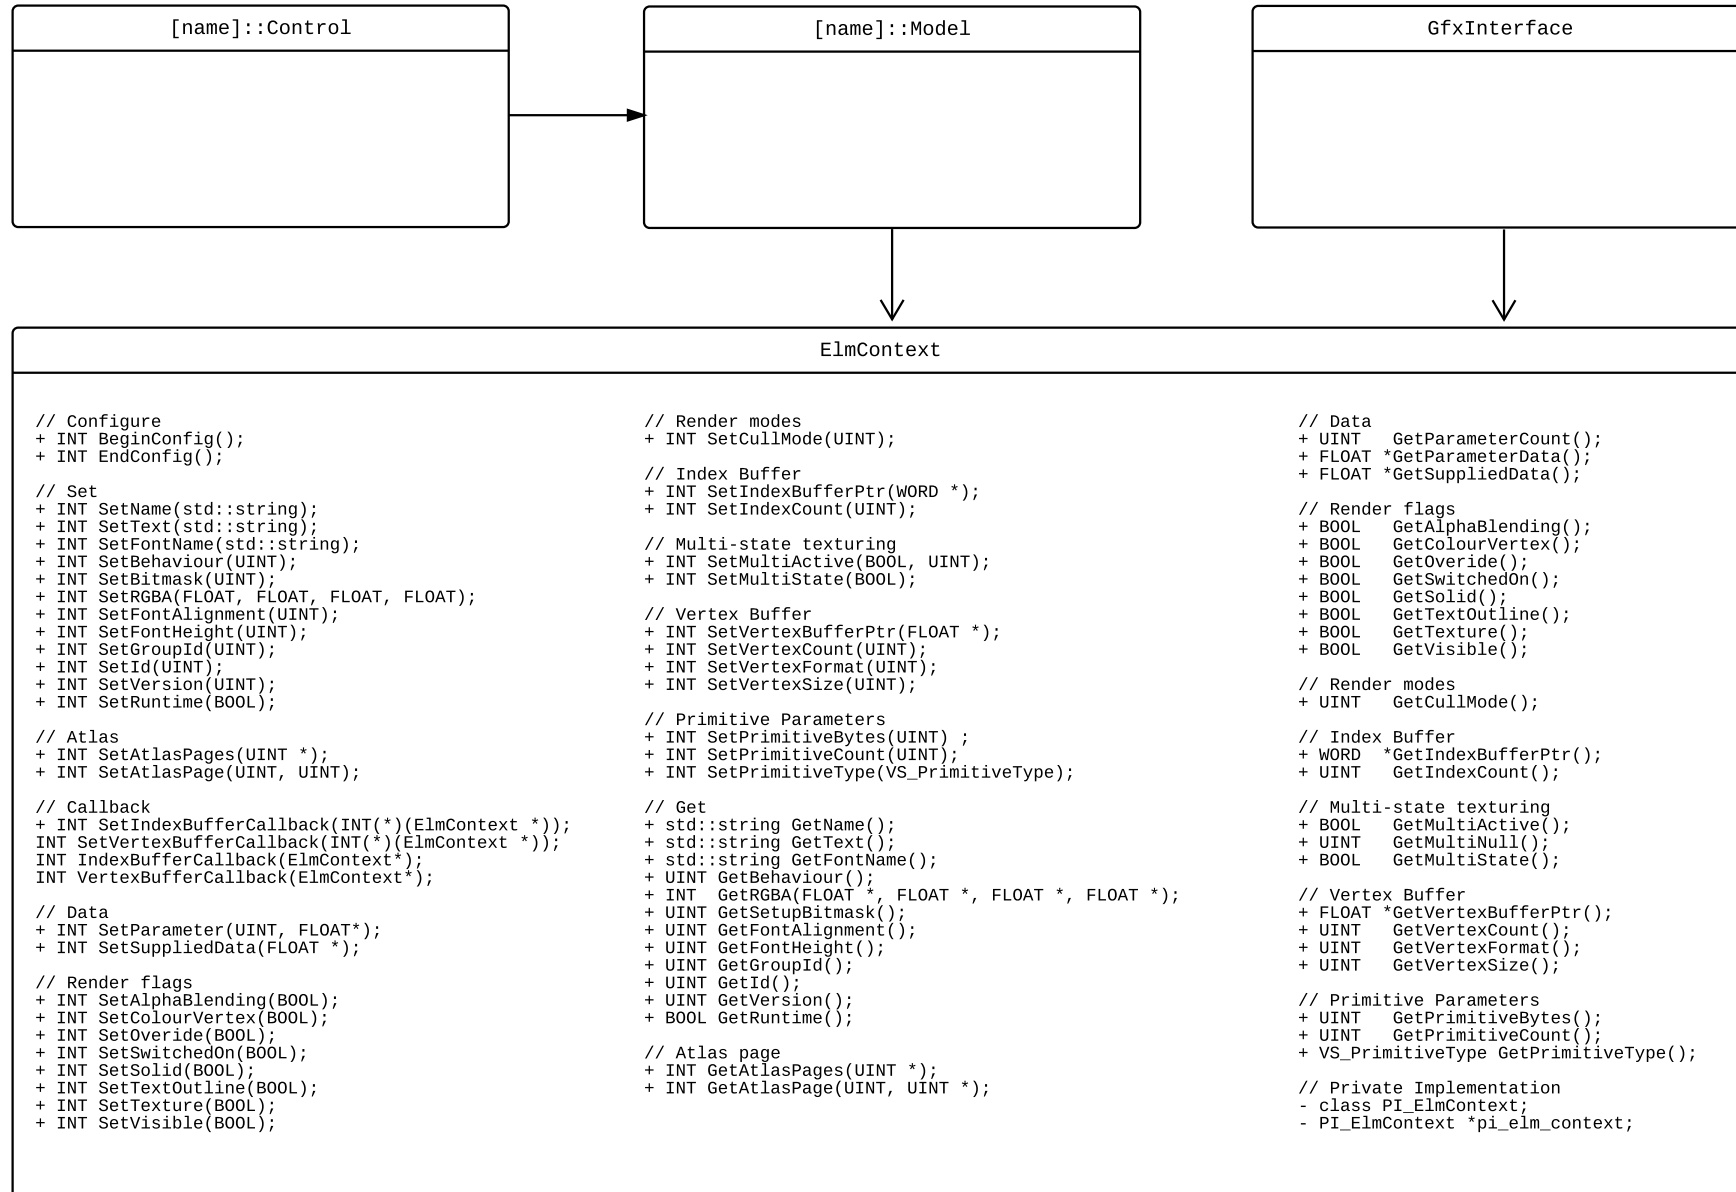 [name]::Control
[name]::Model
GfxInterface
ElmContext
// Configure
+ INT BeginConfig();
+ INT EndConfig();
// Set
+ INT SetName(std::string);
+ INT SetText(std::string);
+ INT SetFontName(std::string);
+ INT SetBehaviour(UINT);
+ INT SetBitmask(UINT);
+ INT SetRGBA(FLOAT, FLOAT, FLOAT, FLOAT);
+ INT SetFontAlignment(UINT);
+ INT SetFontHeight(UINT);
+ INT SetGroupId(UINT);
+ INT SetId(UINT);
+ INT SetVersion(UINT);
+ INT SetRuntime(BOOL);
// Atlas
+ INT SetAtlasPages(UINT *);
+ INT SetAtlasPage(UINT, UINT);
// Callback
+ INT SetIndexBufferCallback(INT(*)(ElmContext *));
INT SetVertexBufferCallback(INT(*)(ElmContext *));
INT IndexBufferCallback(ElmContext*);
INT VertexBufferCallback(ElmContext*);
// Data
+ INT SetParameter(UINT, FLOAT*);
+ INT SetSuppliedData(FLOAT *);
// Render flags
+ INT SetAlphaBlending(BOOL);
+ INT SetColourVertex(BOOL);
+ INT SetOveride(BOOL);
+ INT SetSwitchedOn(BOOL);
+ INT SetSolid(BOOL);
+ INT SetTextOutline(BOOL);
+ INT SetTexture(BOOL);
+ INT SetVisible(BOOL);
// Render modes
+ INT SetCullMode(UINT);
// Index Buffer
+ INT SetIndexBufferPtr(WORD *);
+ INT SetIndexCount(UINT);
// Multi-state texturing
+ INT SetMultiActive(BOOL, UINT);
+ INT SetMultiState(BOOL);
// Vertex Buffer
+ INT SetVertexBufferPtr(FLOAT *);
+ INT SetVertexCount(UINT);
+ INT SetVertexFormat(UINT);
+ INT SetVertexSize(UINT);
// Primitive Parameters
+ INT SetPrimitiveBytes(UINT) ;
+ INT SetPrimitiveCount(UINT);
+ INT SetPrimitiveType(VS_PrimitiveType);
// Get
+ std::string GetName();
+ std::string GetText();
+ std::string GetFontName();
+ UINT GetBehaviour();
+ INT  GetRGBA(FLOAT *, FLOAT *, FLOAT *, FLOAT *);
+ UINT GetSetupBitmask();
+ UINT GetFontAlignment();
+ UINT GetFontHeight();
+ UINT GetGroupId();
+ UINT GetId();
+ UINT GetVersion();
+ BOOL GetRuntime();
// Atlas page
+ INT GetAtlasPages(UINT *);
+ INT GetAtlasPage(UINT, UINT *);
// Data
+ UINT   GetParameterCount();
+ FLOAT *GetParameterData();
+ FLOAT *GetSuppliedData();
// Render flags
+ BOOL   GetAlphaBlending();
+ BOOL   GetColourVertex();
+ BOOL   GetOveride();
+ BOOL   GetSwitchedOn();
+ BOOL   GetSolid();
+ BOOL   GetTextOutline();
+ BOOL   GetTexture();
+ BOOL   GetVisible();
// Render modes
+ UINT   GetCullMode();
// Index Buffer
+ WORD  *GetIndexBufferPtr();
+ UINT   GetIndexCount();
// Multi-state texturing
+ BOOL   GetMultiActive();
+ UINT   GetMultiNull();
+ BOOL   GetMultiState();
// Vertex Buffer
+ FLOAT *GetVertexBufferPtr();
+ UINT   GetVertexCount();
+ UINT   GetVertexFormat();
+ UINT   GetVertexSize();
// Primitive Parameters
+ UINT   GetPrimitiveBytes();
+ UINT   GetPrimitiveCount();
+ VS_PrimitiveType GetPrimitiveType();
// Private Implementation
- class PI_ElmContext;
- PI_ElmContext *pi_elm_context;